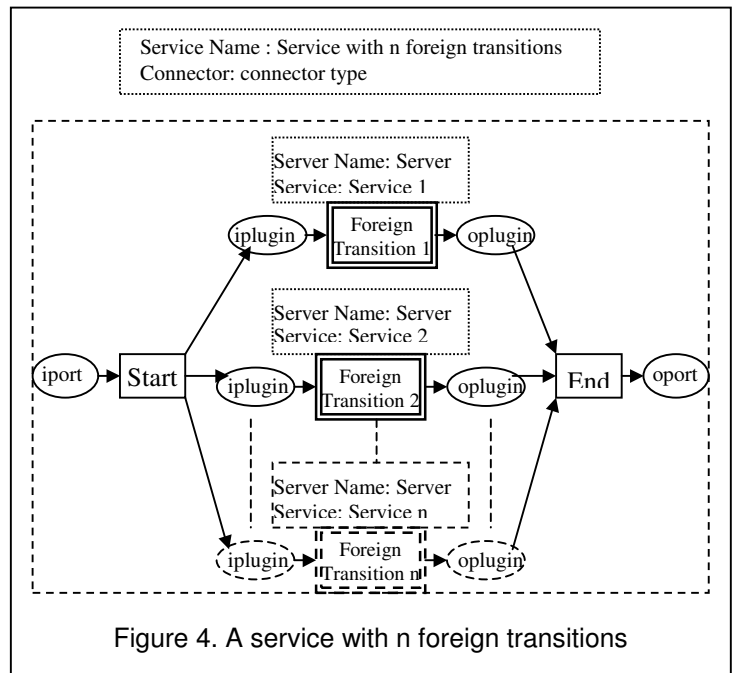 Service Name : Service with n foreign transitions
Connector: connector type
Server Name: Server
Service: Service 1
iplugin
Foreign
Transition 1
oplugin
Server Name: Server
Service: Service 2
iport
Start
iplugin
Foreign
Transition 2
oplugin
End
oport
Server Name: Server
Service: Service n
iplugin
Foreign
Transition n
oplugin
Figure 4. A service with n foreign transitions